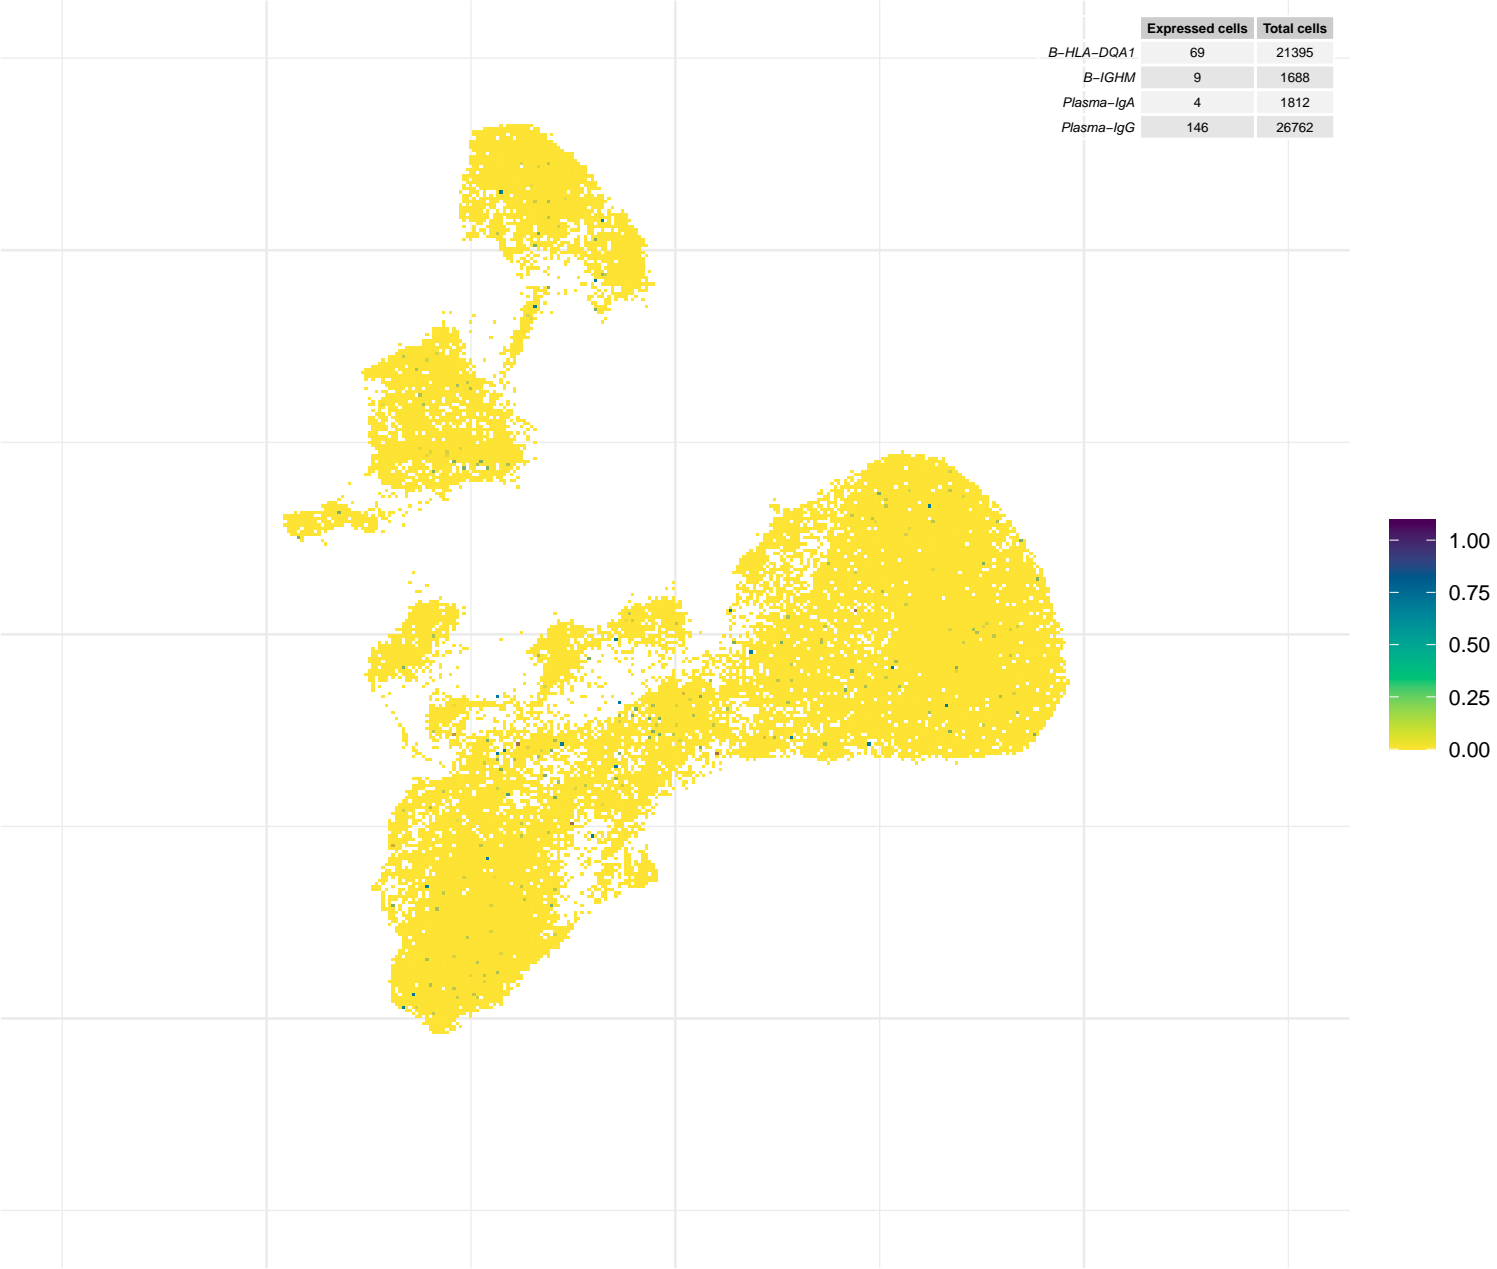 Expressed cells Total cells
B−HLA−DQA1 69 21395
B−IGHM 9 1688
Plasma−IgA 4 1812
Plasma−IgG 146 26762
1.00
0.75
0.50
0.25
0.00